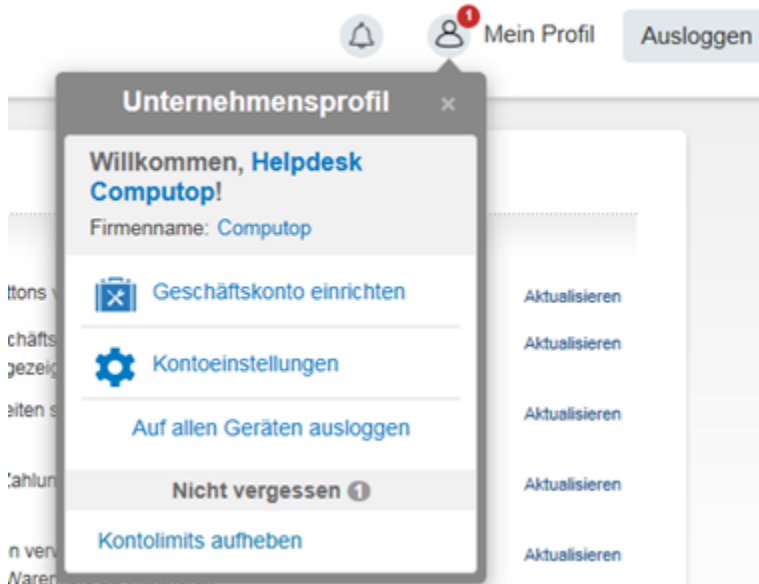 1
Mein Profil
Ausloggen
Unternehmensprofil ×
Willkommen, Helpdesk
Computop!
Firmenname: Computop
Geschäftskonto einrichten
Aktualisieren
Aktualisieren
Kontoeinstellungen
Auf allen Geräten ausloggen
Aktualisieren
Nicht vergessen 1
Aktualisieren
Kontolimits aufheben
Aktualisieren